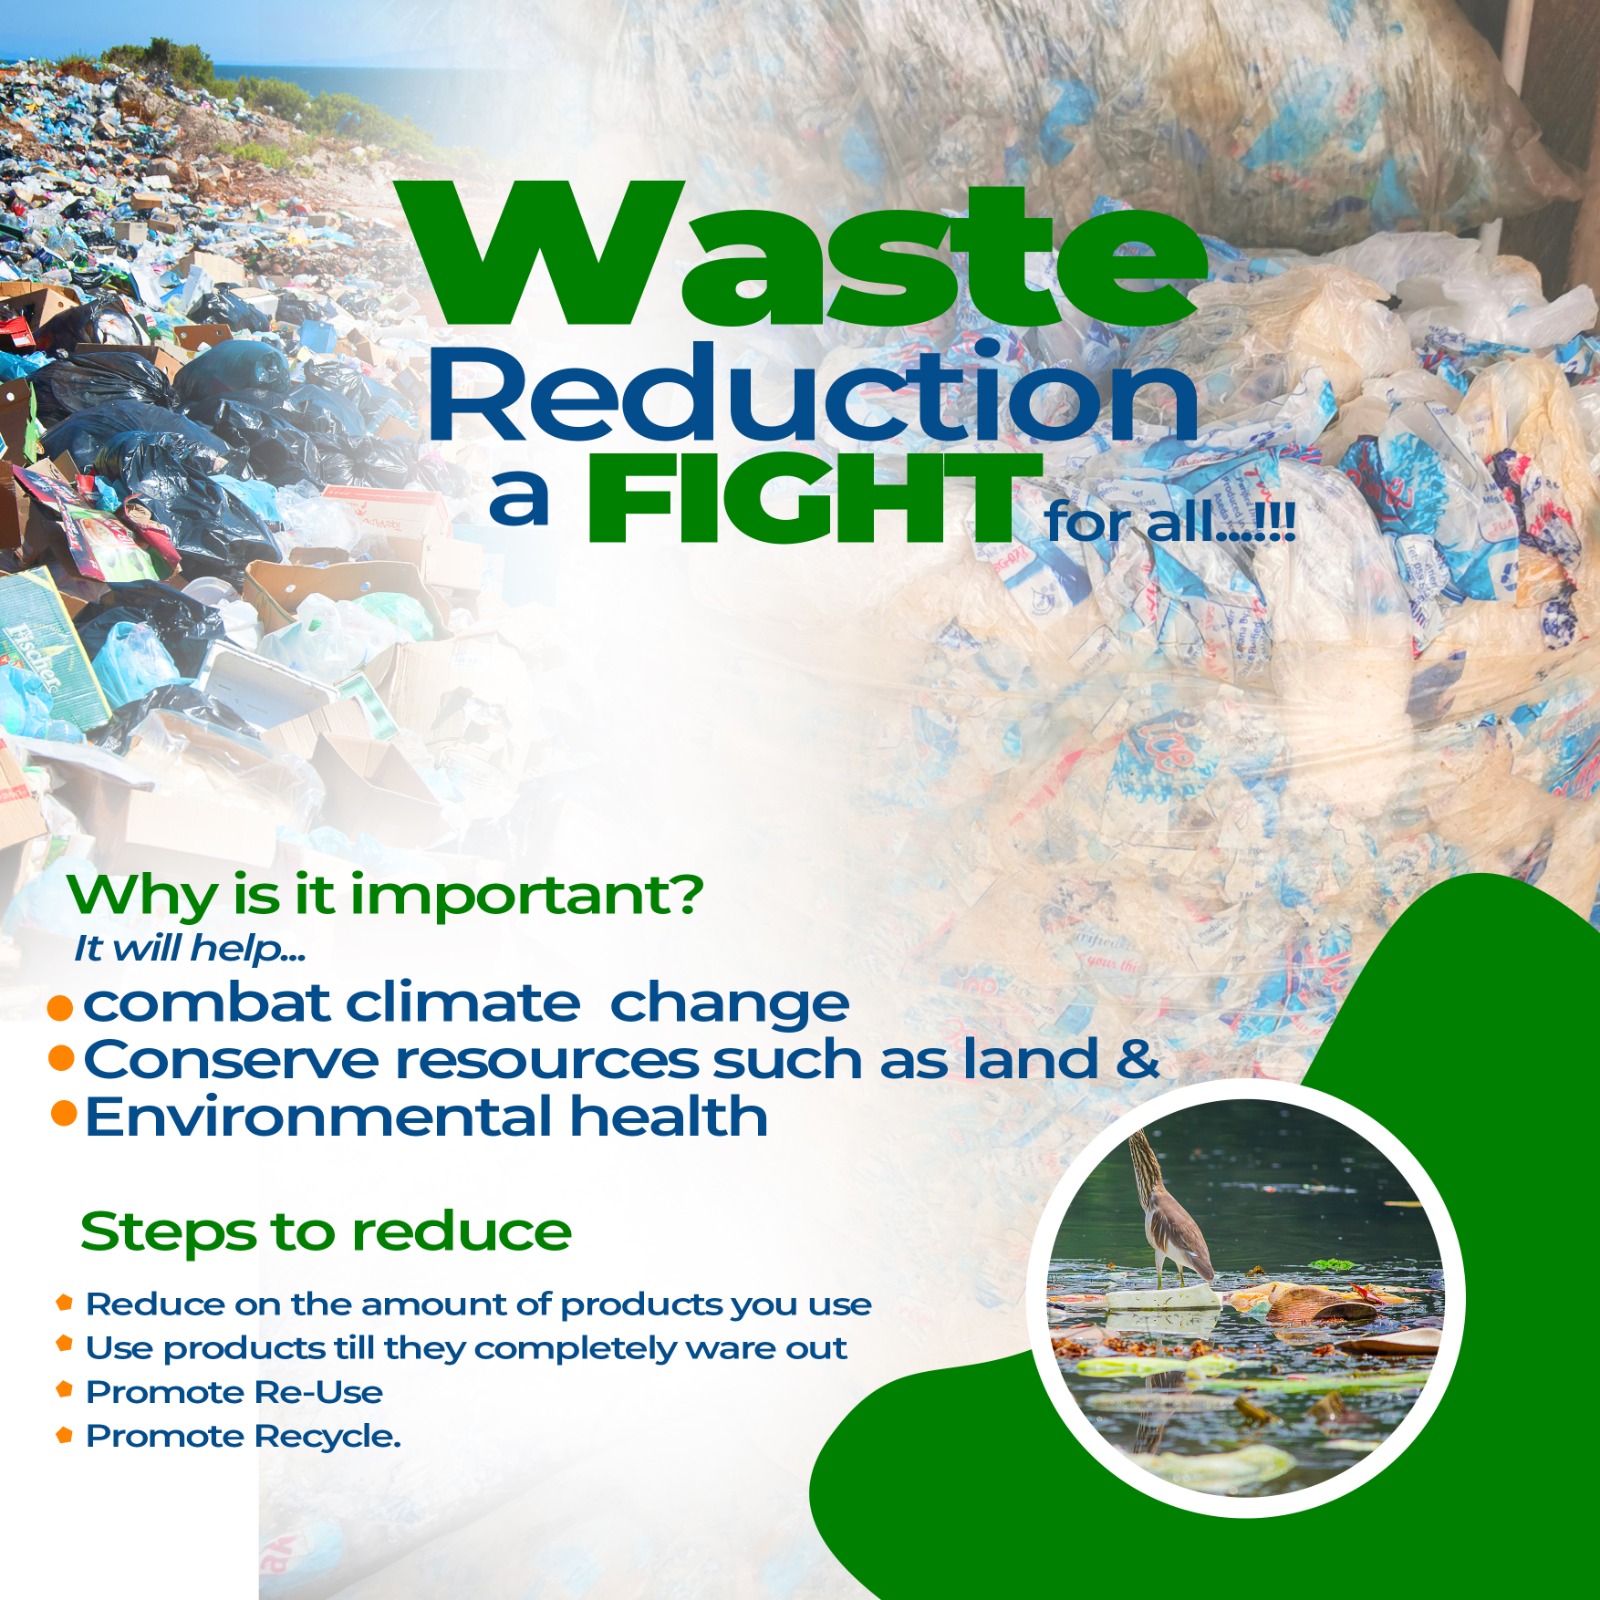 Waste
Reduction
a FIGHT for all...!!!
Why is it important?
It will help...
combat climate change
Conserve resources such as land &
Environmental health
Steps to reduce
Reduce on the amount of products you use
Use products till they completely ware out
Promote Re-Use
Promote Recycle.
Fischer